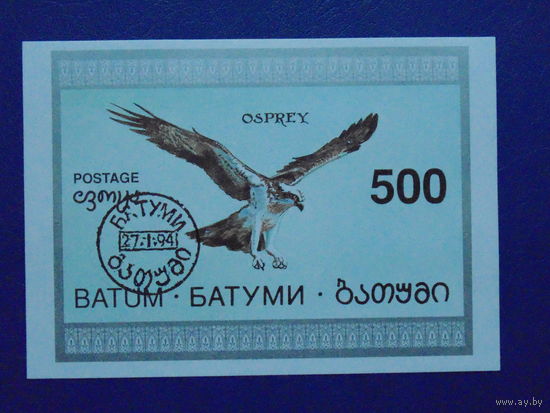 OSPREY
POSTAGE
ფოსტა
500
БАТУМИ
27·1·94
ბათუმი
BATUM · БАТУМИ · ბათუმი
www.ay.by